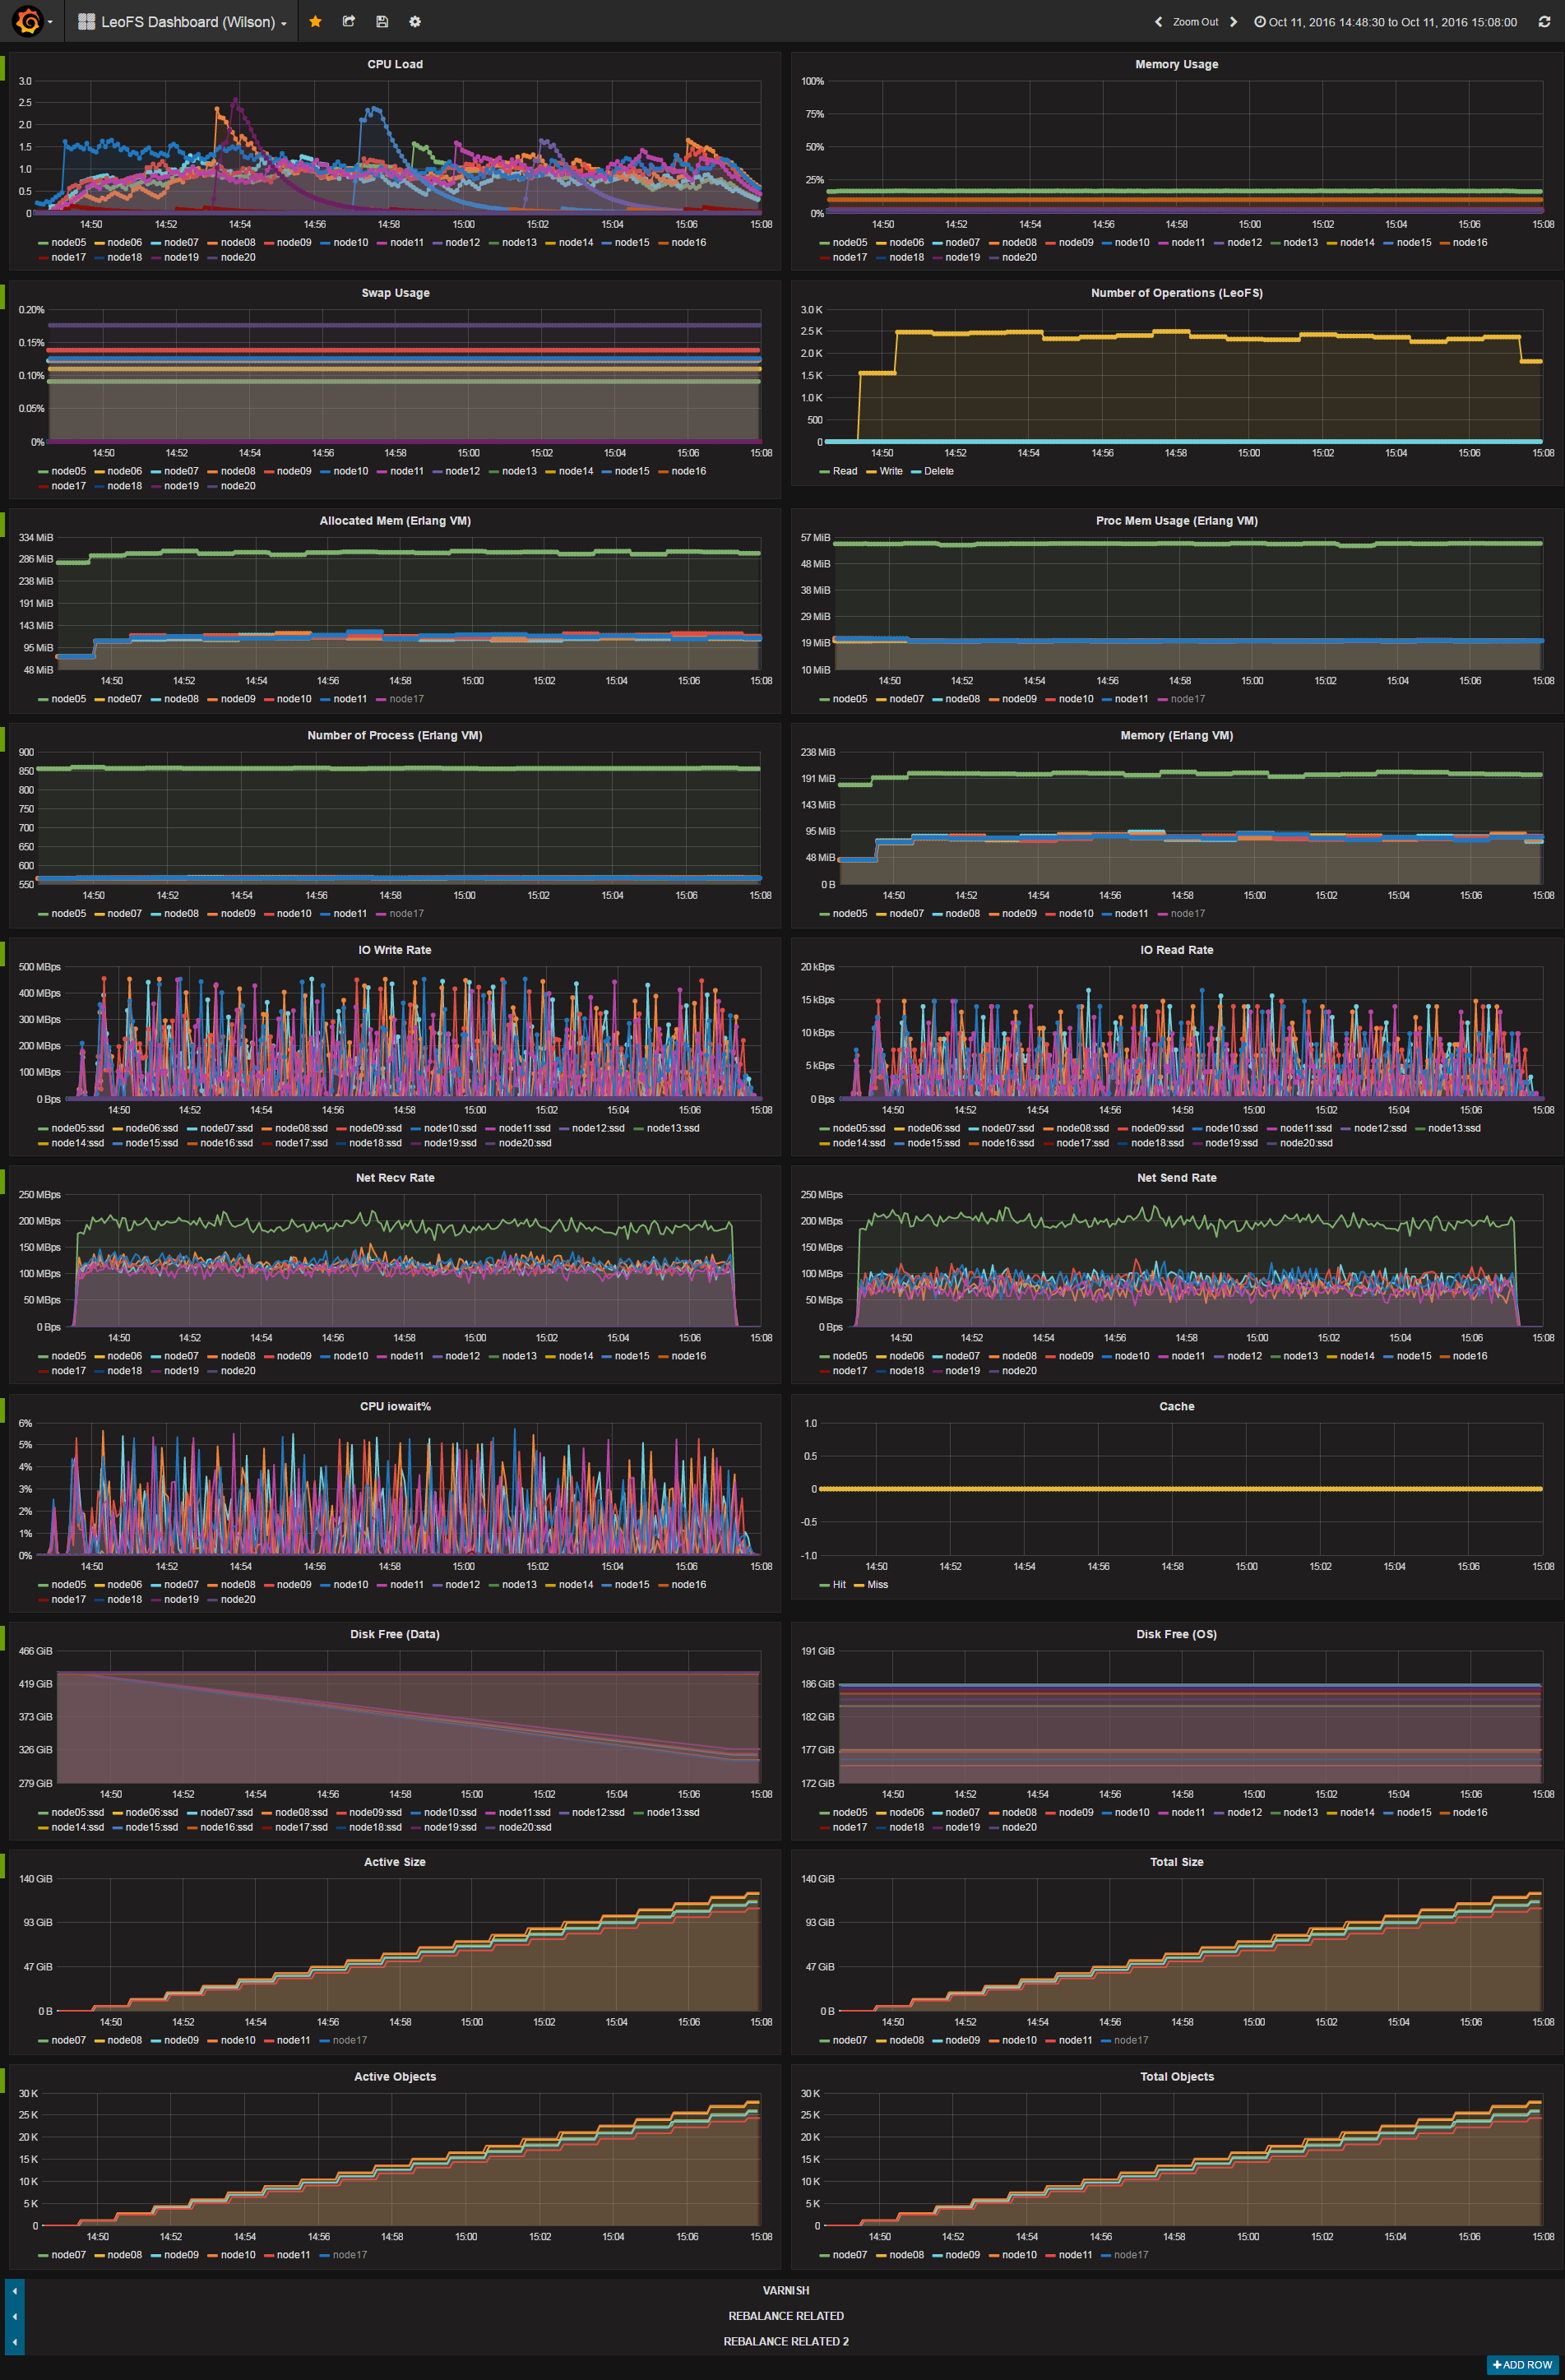 LeoFS Dashboard (Wilson)
Zoom Out
Oct 11, 2016 14:48:30 to Oct 11, 2016 15:08:00
CPU Load
3.0
2.5
2.0
1.5
1.0
0.5
0
14:50 14:52 14:54 14:56 14:58 15:00 15:02 15:04 15:06 15:08
node05 node06 node07 node08 node09 node10 node11 node12 node13 node14 node15 node16
node17 node18 node19 node20
Memory Usage
100%
75%
50%
25%
0%
14:50 14:52 14:54 14:56 14:58 15:00 15:02 15:04 15:06 15:08
node05 node06 node07 node08 node09 node10 node11 node12 node13 node14 node15 node16
node17 node18 node19 node20
Swap Usage
0.20%
0.15%
0.10%
0.05%
0%
14:50 14:52 14:54 14:56 14:58 15:00 15:02 15:04 15:06 15:08
node05 node06 node07 node08 node09 node10 node11 node12 node13 node14 node15 node16
node17 node18 node19 node20
Number of Operations (LeoFS)
3.0 K
2.5 K
2.0 K
1.5 K
1.0 K
500
0
14:50 14:52 14:54 14:56 14:58 15:00 15:02 15:04 15:06 15:08
Read Write Delete
Allocated Mem (Erlang VM)
334 MiB
286 MiB
238 MiB
191 MiB
143 MiB
95 MiB
48 MiB
14:50 14:52 14:54 14:56 14:58 15:00 15:02 15:04 15:06 15:08
node05 node07 node08 node09 node10 node11 node17
Proc Mem Usage (Erlang VM)
57 MiB
48 MiB
38 MiB
29 MiB
19 MiB
10 MiB
14:50 14:52 14:54 14:56 14:58 15:00 15:02 15:04 15:06 15:08
node05 node07 node08 node09 node10 node11 node17
Number of Process (Erlang VM)
900
850
800
750
700
650
600
550
14:50 14:52 14:54 14:56 14:58 15:00 15:02 15:04 15:06 15:08
node05 node07 node08 node09 node10 node11 node17
Memory (Erlang VM)
238 MiB
191 MiB
143 MiB
95 MiB
48 MiB
0 B
14:50 14:52 14:54 14:56 14:58 15:00 15:02 15:04 15:06 15:08
node05 node07 node08 node09 node10 node11 node17
IO Write Rate
500 MBps
400 MBps
300 MBps
200 MBps
100 MBps
0 Bps
14:50 14:52 14:54 14:56 14:58 15:00 15:02 15:04 15:06 15:08
node05:ssd node06:ssd node07:ssd node08:ssd node09:ssd node10:ssd node11:ssd node12:ssd node13:ssd
node14:ssd node15:ssd node16:ssd node17:ssd node18:ssd node19:ssd node20:ssd
IO Read Rate
20 kBps
15 kBps
10 kBps
5 kBps
0 Bps
14:50 14:52 14:54 14:56 14:58 15:00 15:02 15:04 15:06 15:08
node05:ssd node06:ssd node07:ssd node08:ssd node09:ssd node10:ssd node11:ssd node12:ssd node13:ssd
node14:ssd node15:ssd node16:ssd node17:ssd node18:ssd node19:ssd node20:ssd
Net Recv Rate
250 MBps
200 MBps
150 MBps
100 MBps
50 MBps
0 Bps
14:50 14:52 14:54 14:56 14:58 15:00 15:02 15:04 15:06 15:08
node05 node06 node07 node08 node09 node10 node11 node12 node13 node14 node15 node16
node17 node18 node19 node20
Net Send Rate
250 MBps
200 MBps
150 MBps
100 MBps
50 MBps
0 Bps
14:50 14:52 14:54 14:56 14:58 15:00 15:02 15:04 15:06 15:08
node05 node06 node07 node08 node09 node10 node11 node12 node13 node14 node15 node16
node17 node18 node19 node20
CPU iowait%
6%
5%
4%
3%
2%
1%
0%
14:50 14:52 14:54 14:56 14:58 15:00 15:02 15:04 15:06 15:08
node05 node06 node07 node08 node09 node10 node11 node12 node13 node14 node15 node16
node17 node18 node19 node20
Cache
1.0
0.5
0
-0.5
-1.0
14:50 14:52 14:54 14:56 14:58 15:00 15:02 15:04 15:06 15:08
Hit Miss
Disk Free (Data)
466 GiB
419 GiB
373 GiB
326 GiB
279 GiB
14:50 14:52 14:54 14:56 14:58 15:00 15:02 15:04 15:06 15:08
node05:ssd node06:ssd node07:ssd node08:ssd node09:ssd node10:ssd node11:ssd node12:ssd node13:ssd
node14:ssd node15:ssd node16:ssd node17:ssd node18:ssd node19:ssd node20:ssd
Disk Free (OS)
191 GiB
186 GiB
182 GiB
177 GiB
172 GiB
14:50 14:52 14:54 14:56 14:58 15:00 15:02 15:04 15:06 15:08
node05 node06 node07 node08 node09 node10 node11 node12 node13 node14 node15 node16
node17 node18 node19 node20
Active Size
140 GiB
93 GiB
47 GiB
0 B
14:50 14:52 14:54 14:56 14:58 15:00 15:02 15:04 15:06 15:08
node07 node08 node09 node10 node11 node17
Total Size
140 GiB
93 GiB
47 GiB
0 B
14:50 14:52 14:54 14:56 14:58 15:00 15:02 15:04 15:06 15:08
node07 node08 node09 node10 node11 node17
Active Objects
30 K
25 K
20 K
15 K
10 K
5 K
0
14:50 14:52 14:54 14:56 14:58 15:00 15:02 15:04 15:06 15:08
node07 node08 node09 node10 node11 node17
Total Objects
30 K
25 K
20 K
15 K
10 K
5 K
0
14:50 14:52 14:54 14:56 14:58 15:00 15:02 15:04 15:06 15:08
node07 node08 node09 node10 node11 node17
VARNISH
REBALANCE RELATED
REBALANCE RELATED 2
+ ADD ROW